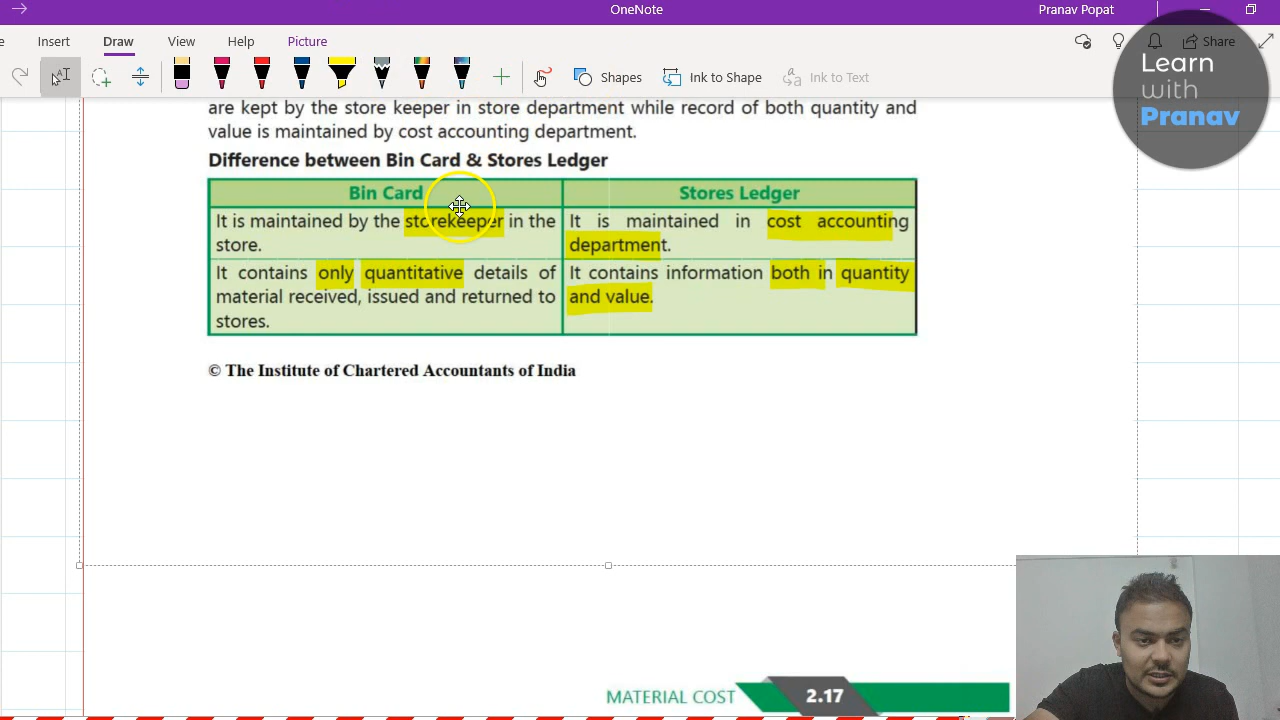 OneNote
Pranav Popat
Insert
Draw
View
Help
Picture
Share
Shapes
Ink to Shape
Ink to Text
Learn
with
Pranav
are kept by the store keeper in store department while record of both quantity and
value is maintained by cost accounting department.
Difference between Bin Card & Stores Ledger
Bin Card
Stores Ledger
It is maintained by the storekeeper in the
store.
It is maintained in cost accounting
department.
It contains only quantitative details of
material received, issued and returned to
stores.
It contains information both in quantity
and value.
© The Institute of Chartered Accountants of India
MATERIAL COST
2.17